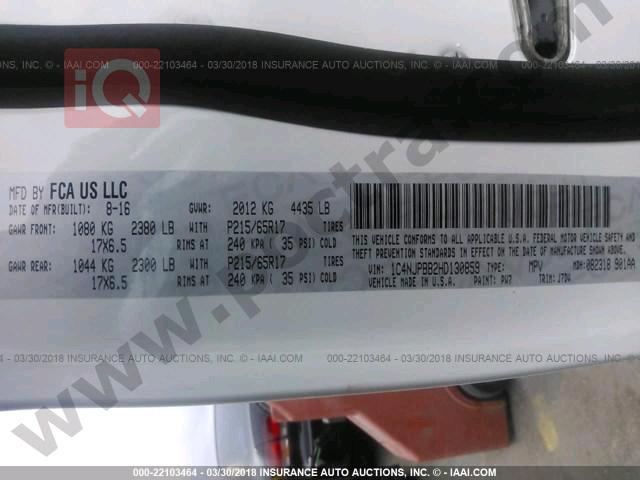 000-22103464 - 03/30/2018 INSURANCE AUTO AUCTIONS, INC. - © IAAI.COM
iQ
MFD BY FCA US LLC
DATE OF MFR(BUILT): 8-16 GVWR: 2012 KG 4435 LB
GAWR FRONT: 1080 KG 2380 LB WITH P215/65R17 TIRES
17X6.5 RIMS AT 240 KPA ( 35 PSI) COLD
GAWR REAR: 1044 KG 2300 LB WITH P215/65R17 TIRES
17X6.5 RIMS AT 240 KPA ( 35 PSI) COLD
THIS VEHICLE CONFORMS TO ALL APPLICABLE U.S.A. FEDERAL MOTOR VEHICLE SAFETY AND
THEFT PREVENTION STANDARDS IN EFFECT ON THE DATE OF MANUFACTURE SHOWN ABOVE.
VIN: 1C4NJPBB2HD130859 TYPE: MPV MDH: 082318 901AA
VEHICLE MADE IN U.S.A. PAINT: PW7 TRIM:
000-22103464 - 03/30/2018 INSURANCE AUTO AUCTIONS, INC. - © IAAI.COM
000-22103464 - 03/30/2018 INSURANCE AUTO AUCTIONS, INC. - © IAAI.COM